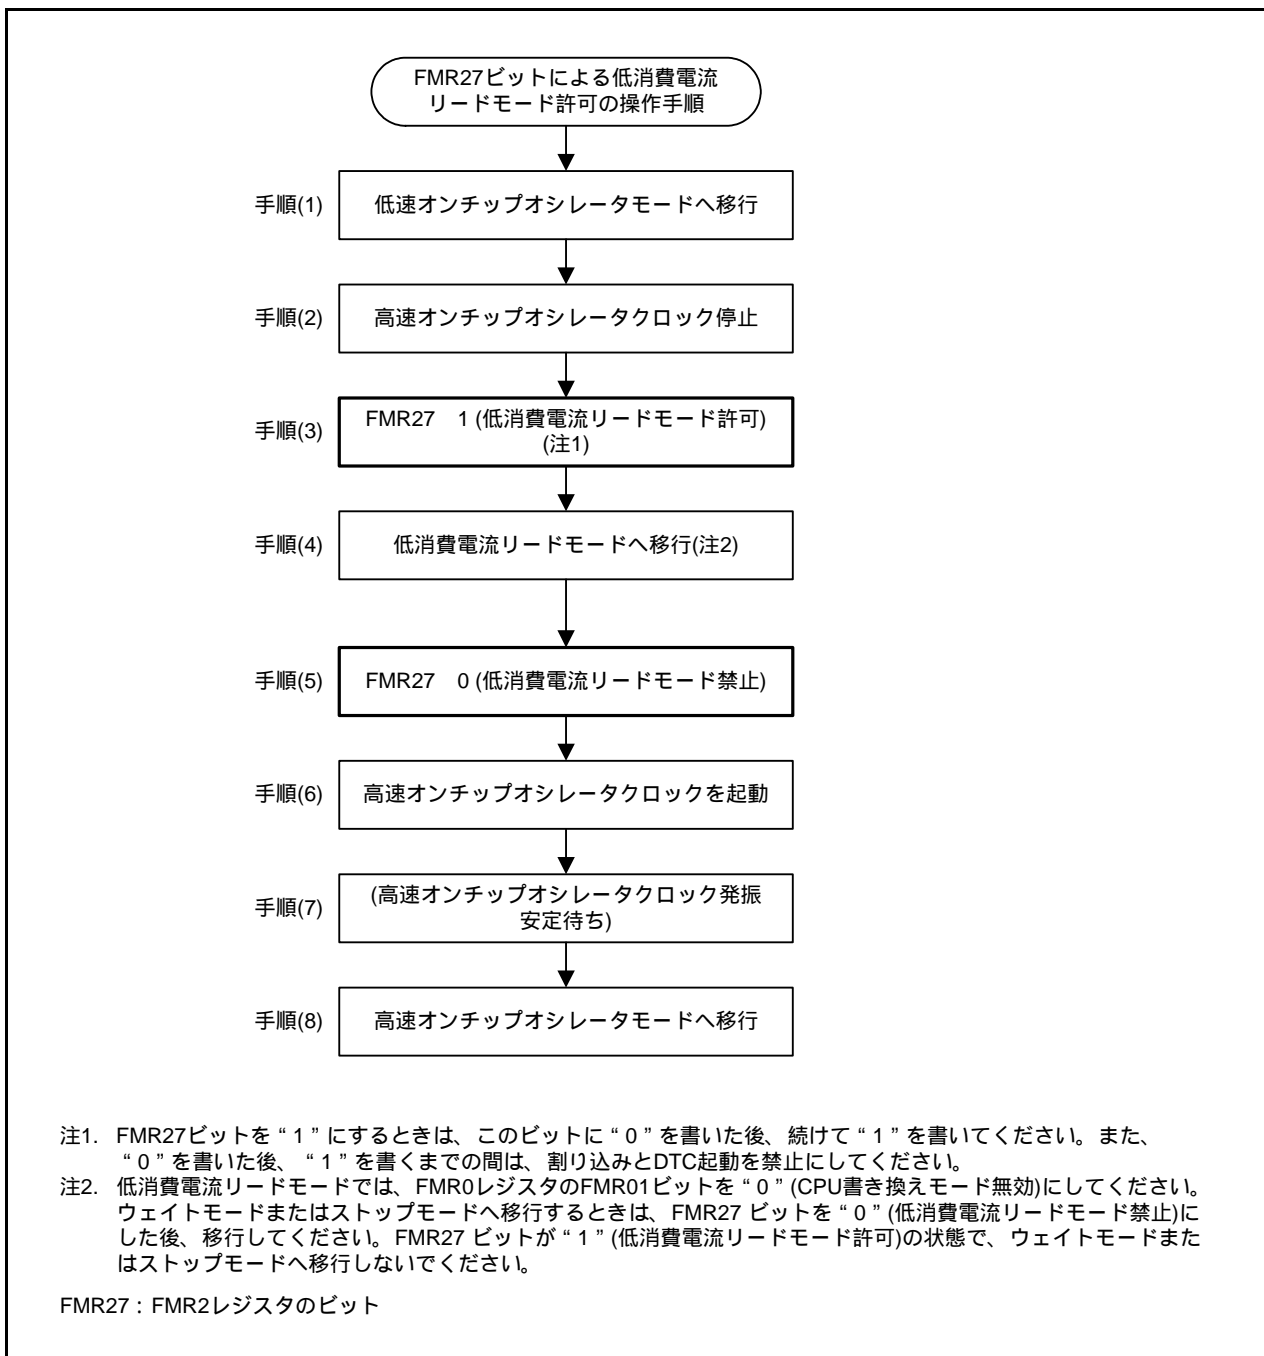 FMR27ビットによる低消費電流
リードモード許可の操作手順
手順(1)
低速オンチップオシレータモードへ移行
手順(2)
高速オンチップオシレータクロック停止
手順(3)
FMR27　1 (低消費電流リードモード許可)
(注1)
手順(4)
低消費電流リードモードへ移行(注2)
手順(5)
FMR27　0 (低消費電流リードモード禁止)
手順(6)
高速オンチップオシレータクロックを起動
手順(7)
(高速オンチップオシレータクロック発振
安定待ち)
手順(8)
高速オンチップオシレータモードへ移行
注1. FMR27ビットを“1”にするときは、このビットに“0”を書いた後、続けて“1”を書いてください。また、
“0”を書いた後、“1”を書くまでの間は、割り込みとDTC起動を禁止にしてください。
注2. 低消費電流リードモードでは、FMR0レジスタのFMR01ビットを“0”(CPU書き換えモード無効)にしてください。
ウェイトモードまたはストップモードへ移行するときは、FMR27 ビットを“0”(低消費電流リードモード禁止)に
した後、移行してください。FMR27 ビットが“1”(低消費電流リードモード許可)の状態で、ウェイトモードまた
はストップモードへ移行しないでください。
FMR27：FMR2レジスタのビット